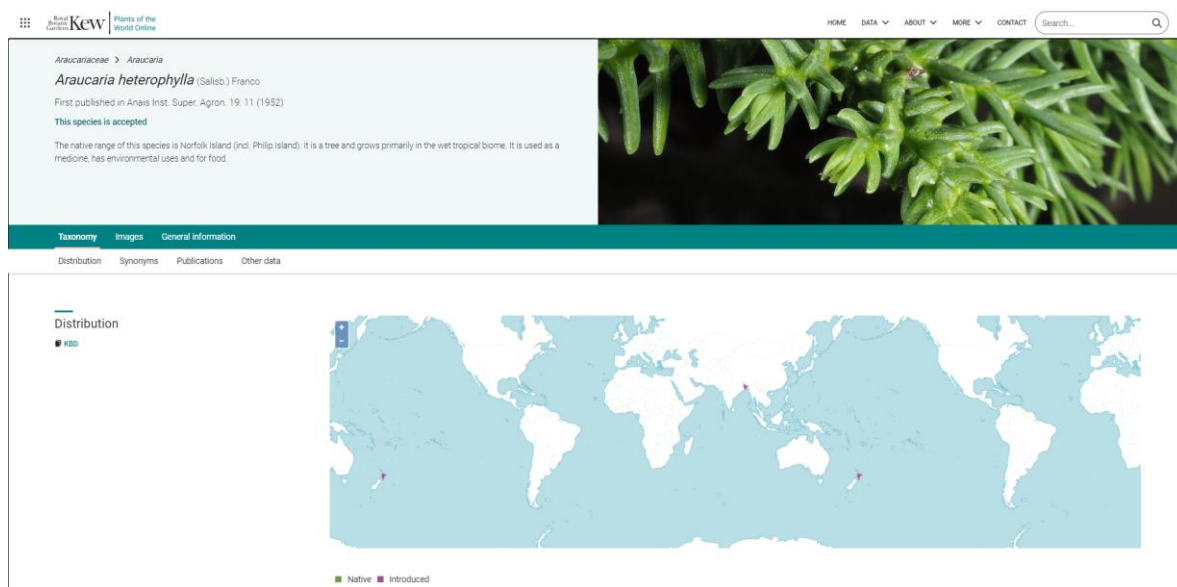 Royal Botanic Gardens Kew Plants of the World Online
HOME DATA ABOUT MORE CONTACT Search...
Araucariaceae > Araucaria
Araucaria heterophylla (Salisb.) Franco
First published in Anais Inst. Super. Agron. 19: 11 (1952)
This species is accepted
The native range of this species is Norfolk Island (incl. Philip Island). It is a tree and grows primarily in the wet tropical biome. It is used as a
medicine, has environmental uses and for food.
Taxonomy Images General information
Distribution Synonyms Publications Other data
Distribution
KBD
+
−
Native Introduced